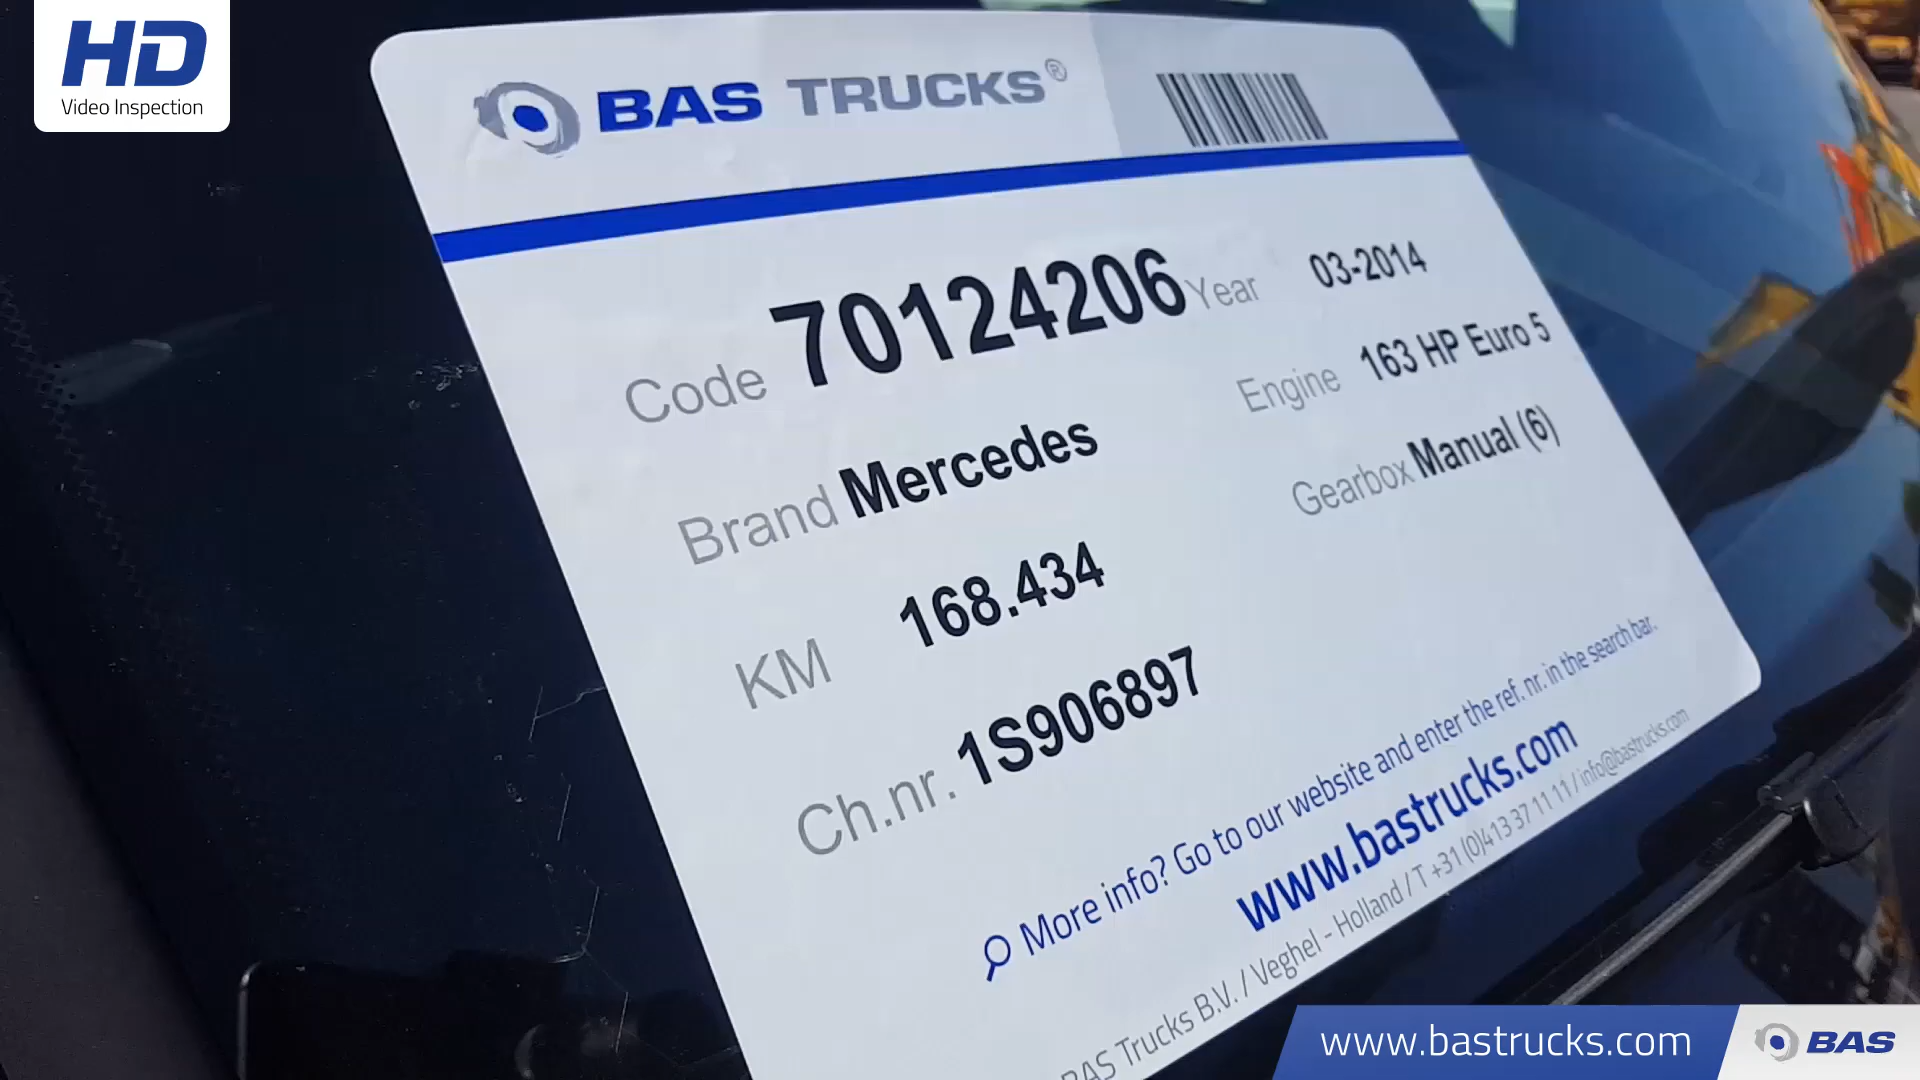 HD
Video Inspection
BAS TRUCKS®
Code 70124206
Year 03-2014
Brand Mercedes
Engine 163 HP Euro 5
KM 168.434
Gearbox Manual (6)
Ch.nr. 1S906897
More info? Go to our website and enter the ref. nr. in the search bar.
www.bastrucks.com
BAS Trucks B.V. / Veghel - Holland / T +31 (0)413 37 11 11 / info@bastrucks.com
www.bastrucks.com
BAS